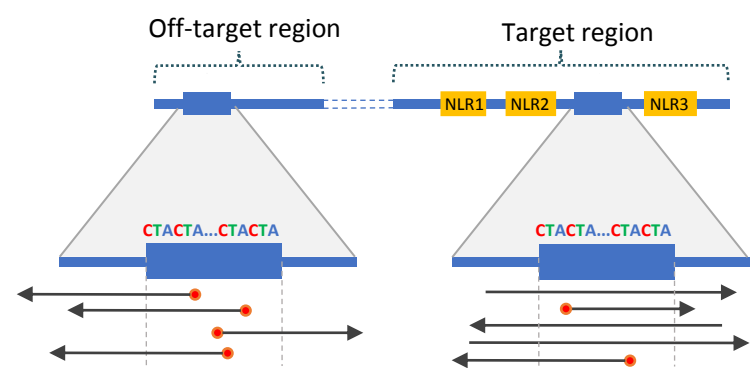 Off-target region
Target region
NLR1
NLR2
NLR3
CTACTA...CTACTA
CTACTA...CTACTA